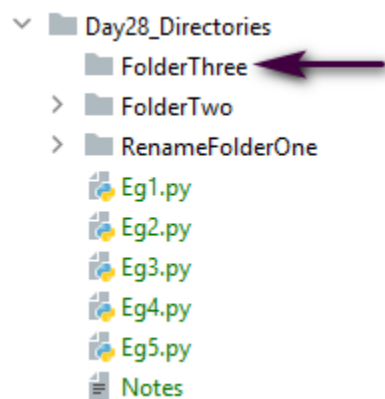 Day28_Directories
FolderThree
FolderTwo
RenameFolderOne
Eg1.py
Eg2.py
Eg3.py
Eg4.py
Eg5.py
Notes